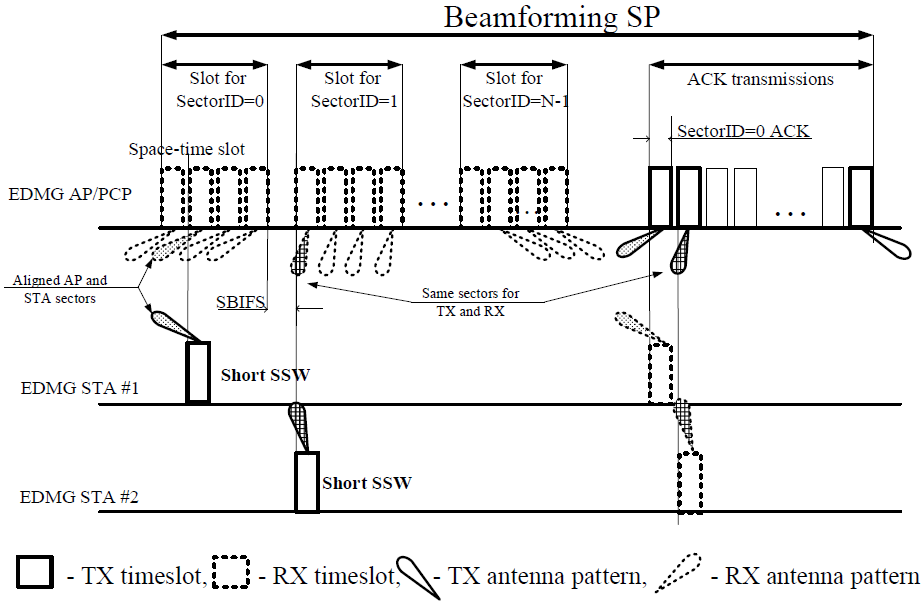 Beamforming SP
Slot for
SectorID=0
Slot for
SectorID=1
Slot for
SectorID=N-1
ACK transmissions
SectorID=0 ACK
Space-time slot
EDMG AP/PCP
. . .
. .
. . .
Aligned AP and
STA sectors
SBIFS
Same sectors for
TX and RX
Short SSW
EDMG STA #1
Short SSW
EDMG STA #2
- TX timeslot,
- RX timeslot,
- TX antenna pattern,
- RX antenna pattern